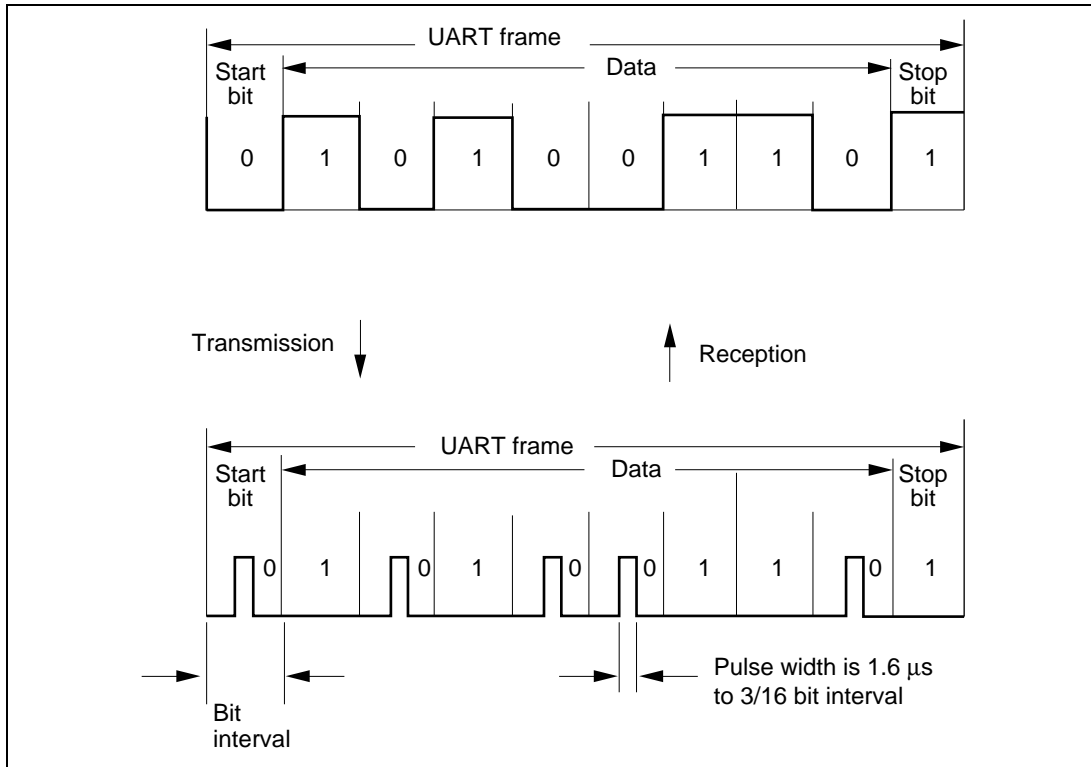 UART frame
Start
bit
Data
Stop
bit
0 1 0 1 0 0 1 1 0 1
Transmission
Reception
UART frame
Start
bit
Data
Stop
bit
0 1 0 1 0 0 1 1 0 1
Bit
interval
Pulse width is 1.6 μs
to 3/16 bit interval